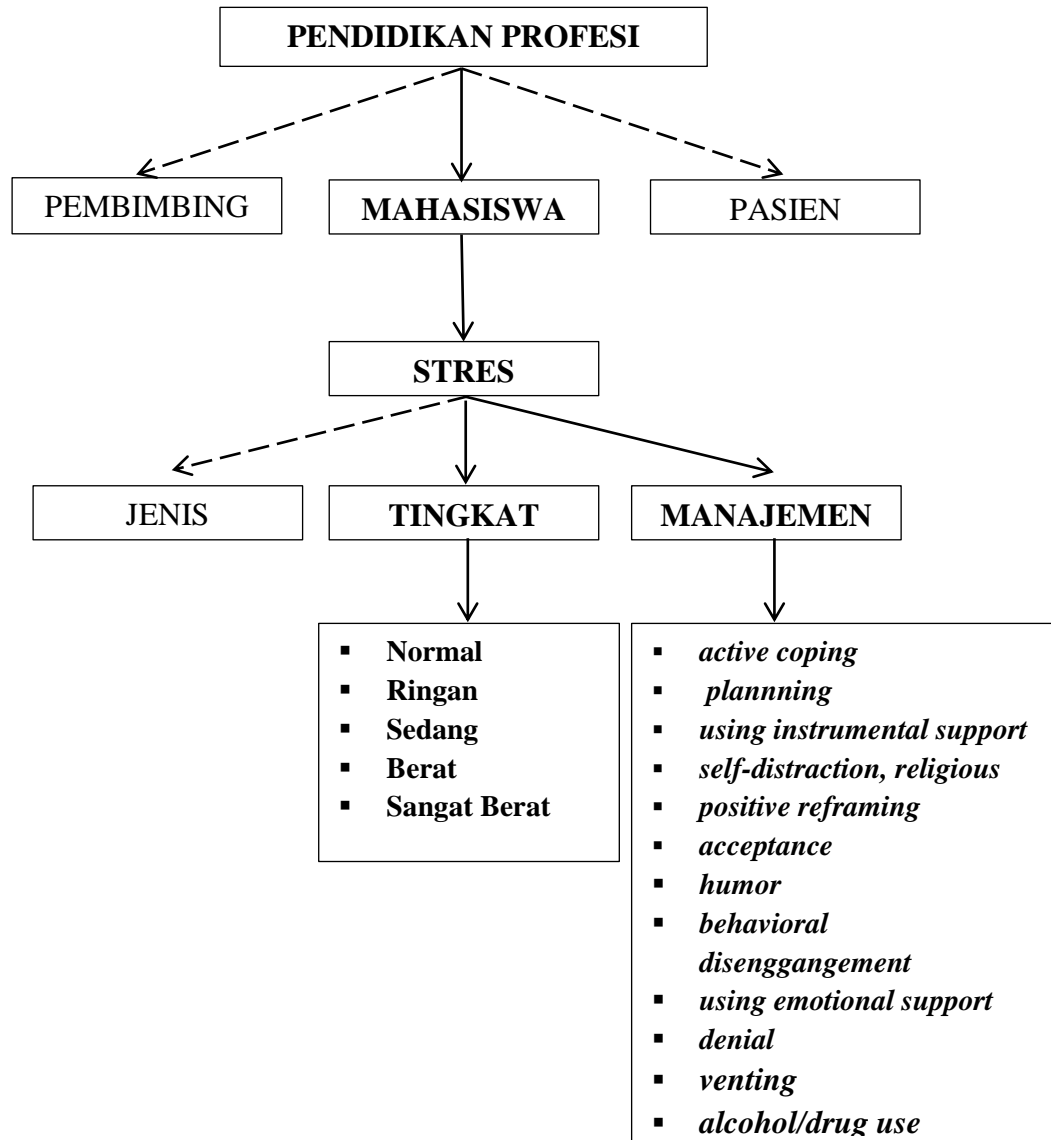 PENDIDIKAN PROFESI
PEMBIMBING
MAHASISWA
PASIEN
STRES
JENIS
TINGKAT
MANAJEMEN
▪ Normal
▪ Ringan
▪ Sedang
▪ Berat
▪ Sangat Berat
▪ active coping
▪ plannning
▪ using instrumental support
▪ self-distraction, religious
▪ positive reframing
▪ acceptance
▪ humor
▪ behavioral
disenggangement
▪ using emotional support
▪ denial
▪ venting
▪ alcohol/drug use